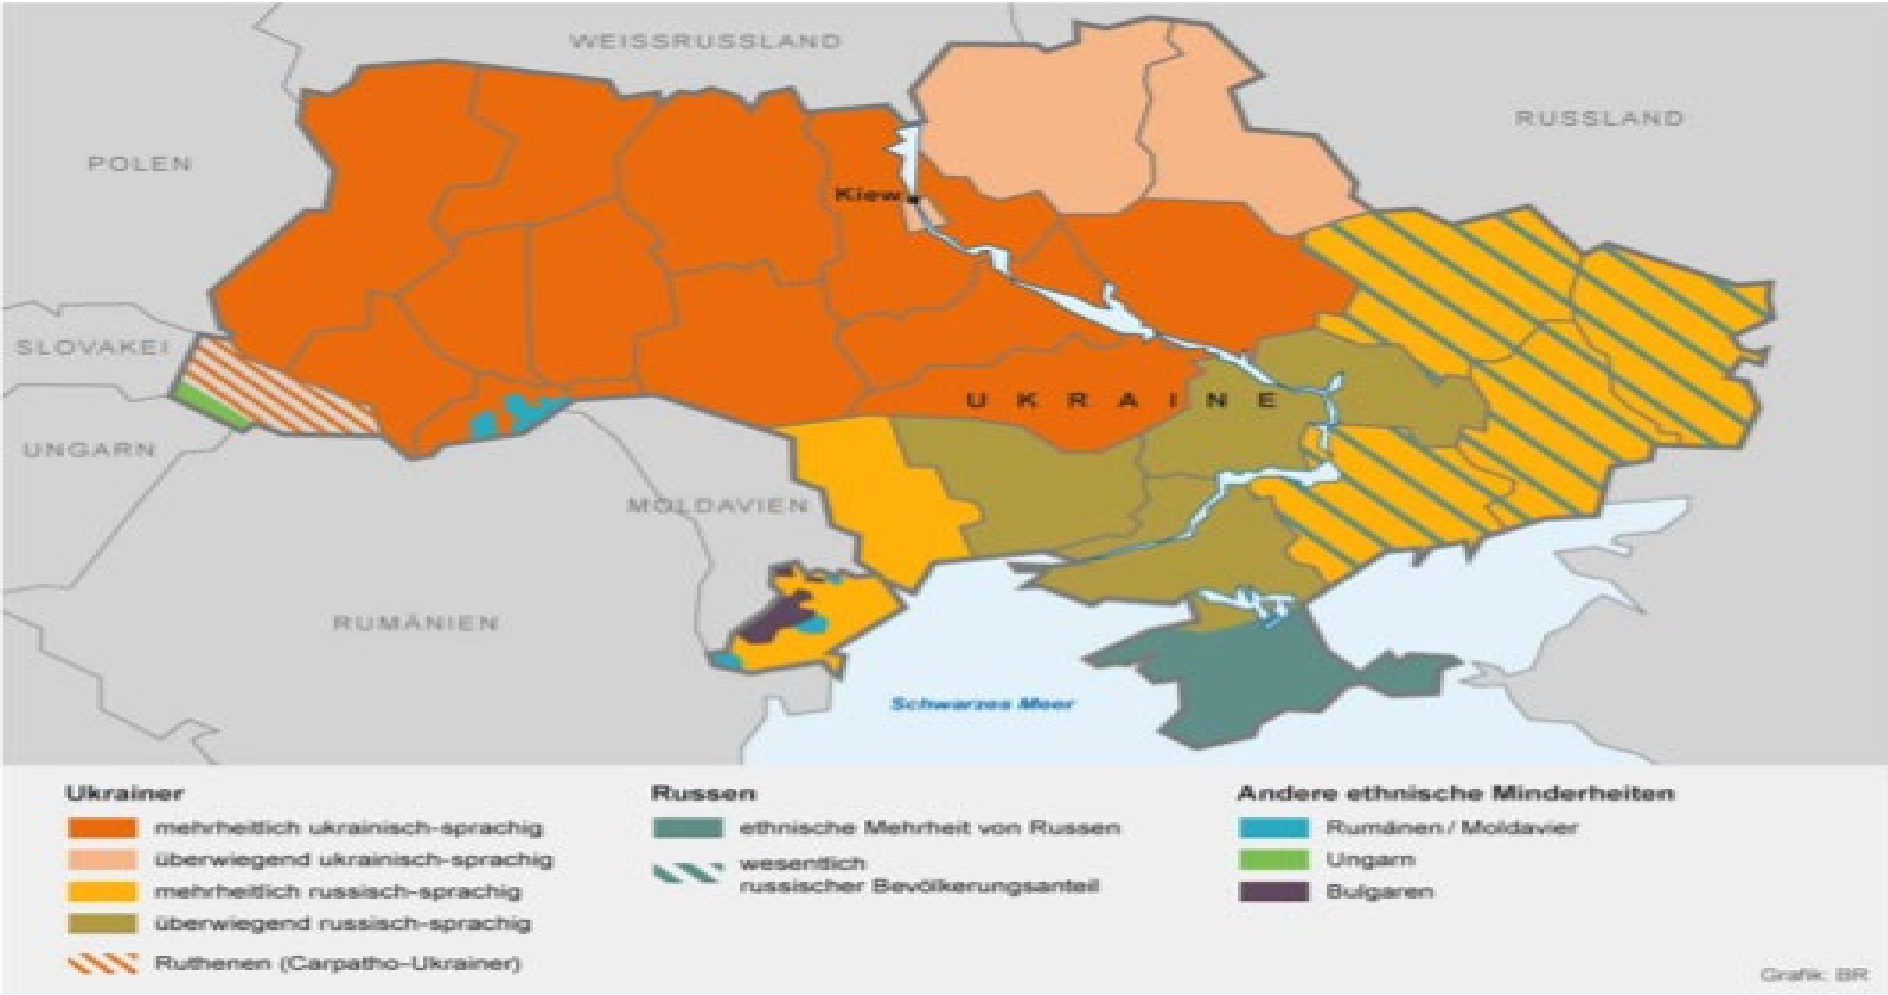 WEISSRUSSLAND
RUSSLAND
POLEN
Kiew
SLOVAKEI
UKRAINE
UNGARN
MOLDAVIEN
RUMÄNIEN
Schwarzes Meer
Ukrainer
mehrheitlich ukrainisch-sprachig
überwiegend ukrainisch-sprachig
mehrheitlich russisch-sprachig
überwiegend russisch-sprachig
Ruthenen (Carpatho-Ukrainer)
Russen
ethnische Mehrheit von Russen
wesentlich
russischer Bevölkerungsanteil
Andere ethnische Minderheiten
Rumänen / Moldavier
Ungarn
Bulgaren
Grafik: BR